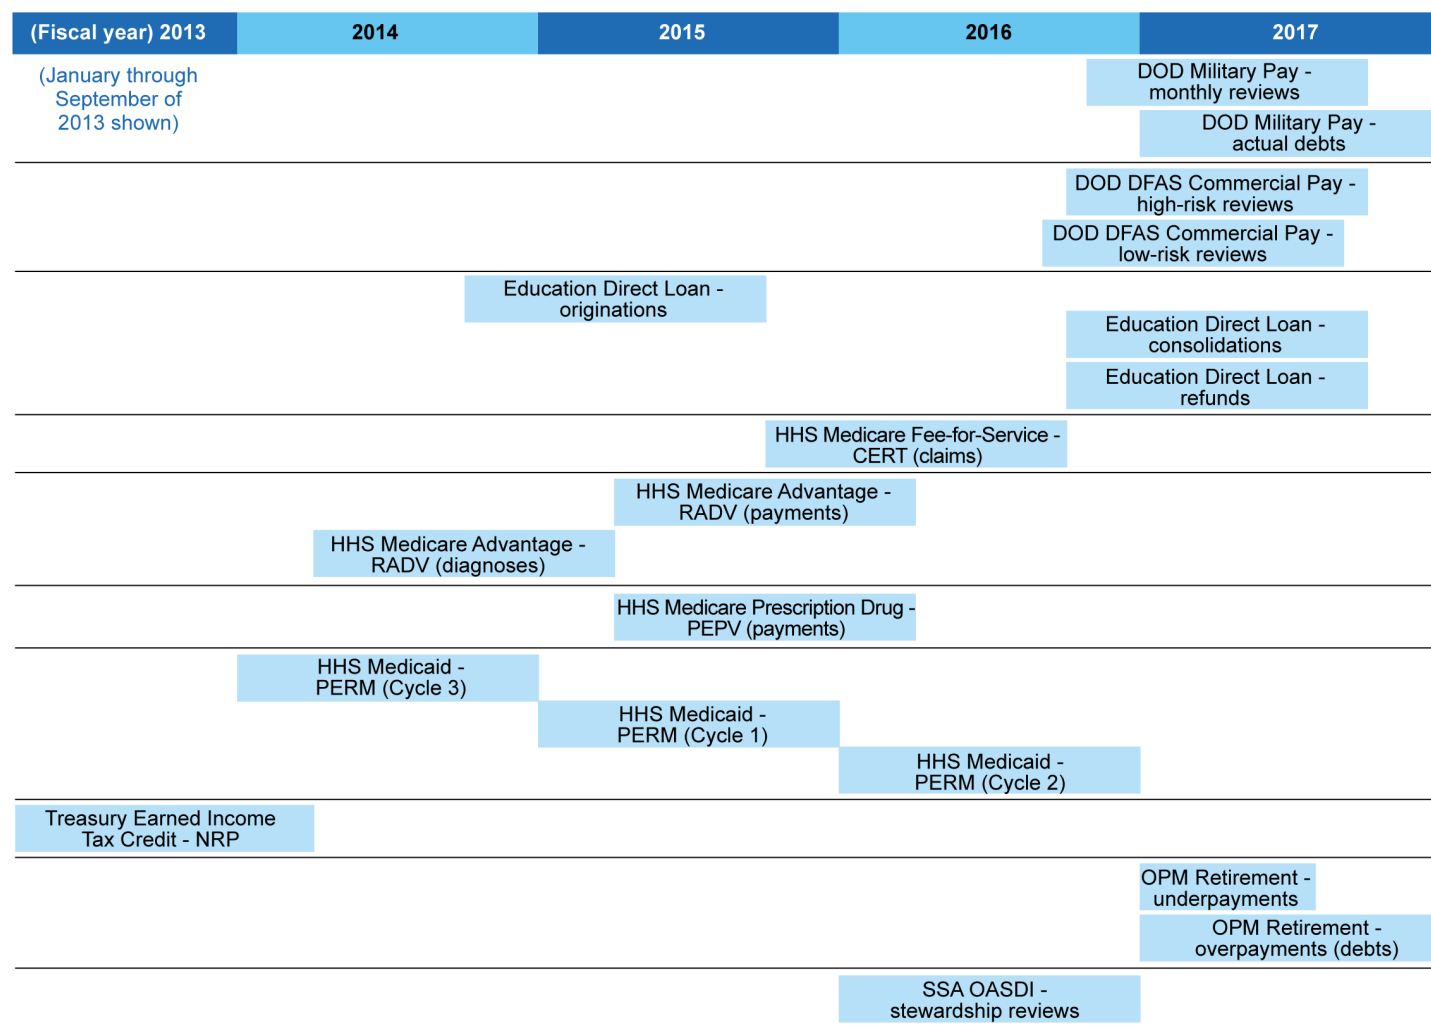 (Fiscal year) 2013
2014
2015
2016
2017
(January through
September of
2013 shown)
DOD Military Pay -
monthly reviews
DOD Military Pay -
actual debts
DOD DFAS Commercial Pay -
high-risk reviews
DOD DFAS Commercial Pay -
low-risk reviews
Education Direct Loan -
originations
Education Direct Loan -
consolidations
Education Direct Loan -
refunds
HHS Medicare Fee-for-Service -
CERT (claims)
HHS Medicare Advantage -
RADV (payments)
HHS Medicare Advantage -
RADV (diagnoses)
HHS Medicare Prescription Drug -
PEPV (payments)
HHS Medicaid -
PERM (Cycle 3)
HHS Medicaid -
PERM (Cycle 1)
HHS Medicaid -
PERM (Cycle 2)
Treasury Earned Income
Tax Credit - NRP
OPM Retirement -
underpayments
OPM Retirement -
overpayments (debts)
SSA OASDI -
stewardship reviews